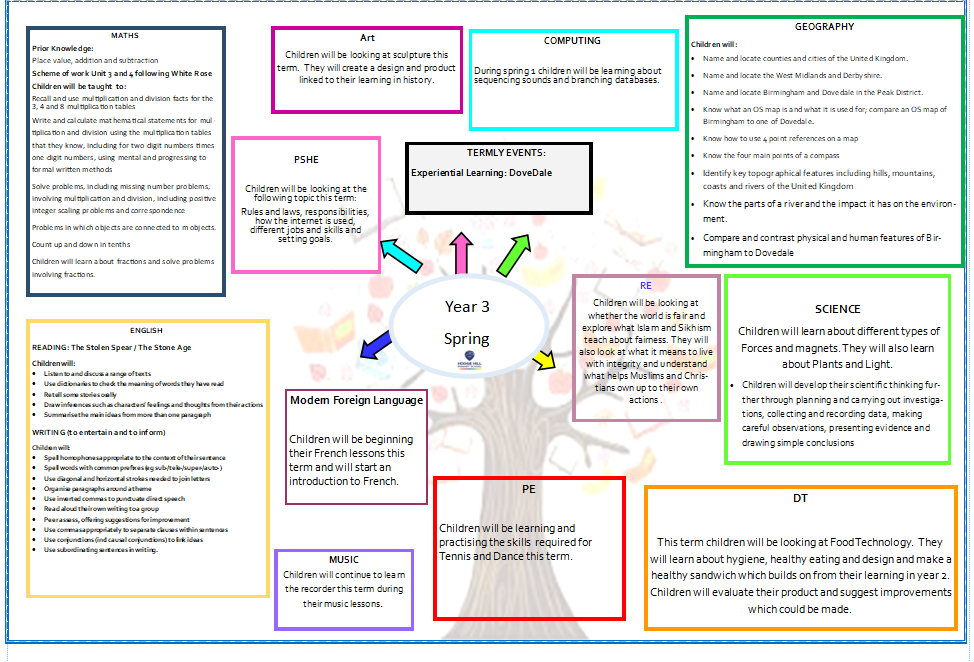 MATHS
Prior Knowledge:
Place value, addition and subtraction
Scheme of work Unit 3 and 4 following White Rose
Children will be taught to:
Recall and use multiplication and division facts for the
3, 4 and 8 multiplication tables
Write and calculate mathematical statements for mul-
tiplication and division using the multiplication tables
that they know, including for two digit numbers times
one digit numbers, using mental and progressing to
formal written methods
Solve problems, including missing number problems,
involving multiplication and division, including positive
integer scaling problems and correspondence
Problems in which objects are connected to m objects.
Count up and down in tenths
Children will learn about fractions and solve problems
involving fractions.
Art
Children will be looking at sculpture this
term. They will create a design and product
linked to their learning in history.
COMPUTING
During spring 1 children will be learning about
sequencing sounds and branching databases.
GEOGRAPHY
Children will :
• Name and locate counties and cities of the United Kingdom.
• Name and locate the West Midlands and Derbyshire.
• Name and locate Birmingham and Dovedale in the Peak District.
• Know what an OS map is and what it is used for; compare an OS map of
Birmingham to one of Dovedale.
• Know how to use 4 point references on a map
• Know the four main points of a compass
• Identify key topographical features including hills, mountains,
coasts and rivers of the United Kingdom
• Know the parts of a river and the impact it has on the environ-
ment.
• Compare and contrast physical and human features of Bir-
mingham to Dovedale
PSHE
Children will be looking at the
following topic this term:
Rules and laws, responsibilities,
how the internet is used,
different jobs and skills and
setting goals.
TERMLY EVENTS:
Experiential Learning: DoveDale
Year 3
Spring
RE
Children will be looking at
whether the world is fair and
explore what Islam and Sikhism
teach about fairness. They will
also look at what it means to live
with integrity and understand
what helps Muslims and Chris-
tians own up to their own
actions .
SCIENCE
Children will learn about different types of
Forces and magnets. They will also learn
about Plants and Light.
• Children will develop their scientific thinking fur-
ther through planning and carrying out investiga-
tions, collecting and recording data, making
careful observations, presenting evidence and
drawing simple conclusions
ENGLISH
READING: The Stolen Spear / The Stone Age
Children will:
• Listen to and discuss a range of texts
• Use dictionaries to check the meaning of words they have read
• Retell some stories orally
• Draw inferences such as characters' feelings and thoughts from their actions
• Summarise the main ideas from more than one paragraph
WRITING (to entertain and to inform)
Children will:
• Spell homophones appropriate to the context of their sentence
• Spell words with common prefixes (eg sub/tele-/super/auto-)
• Use diagonal and horizontal strokes needed to join letters
• Organise paragraphs around a theme
• Use inverted commas to punctuate direct speech
• Read aloud their own writing to a group
• Peer assess, offering suggestions for improvement
• Use commas appropriately to separate clauses within sentences
• Use conjunctions (incl causal conjunctions) to link ideas
• Use subordinating sentences in writing.
Modern Foreign Language
Children will be beginning
their French lessons this
term and will start an
introduction to French.
MUSIC
Children will continue to learn
the recorder this term during
their music lessons.
PE
Children will be learning and
practising the skills required for
Tennis and Dance this term.
DT
This term children will be looking at Food Technology. They
will learn about hygiene, healthy eating and design and make a
healthy sandwich which builds on from their learning in year 2.
Children will evaluate their product and suggest improvements
which could be made.